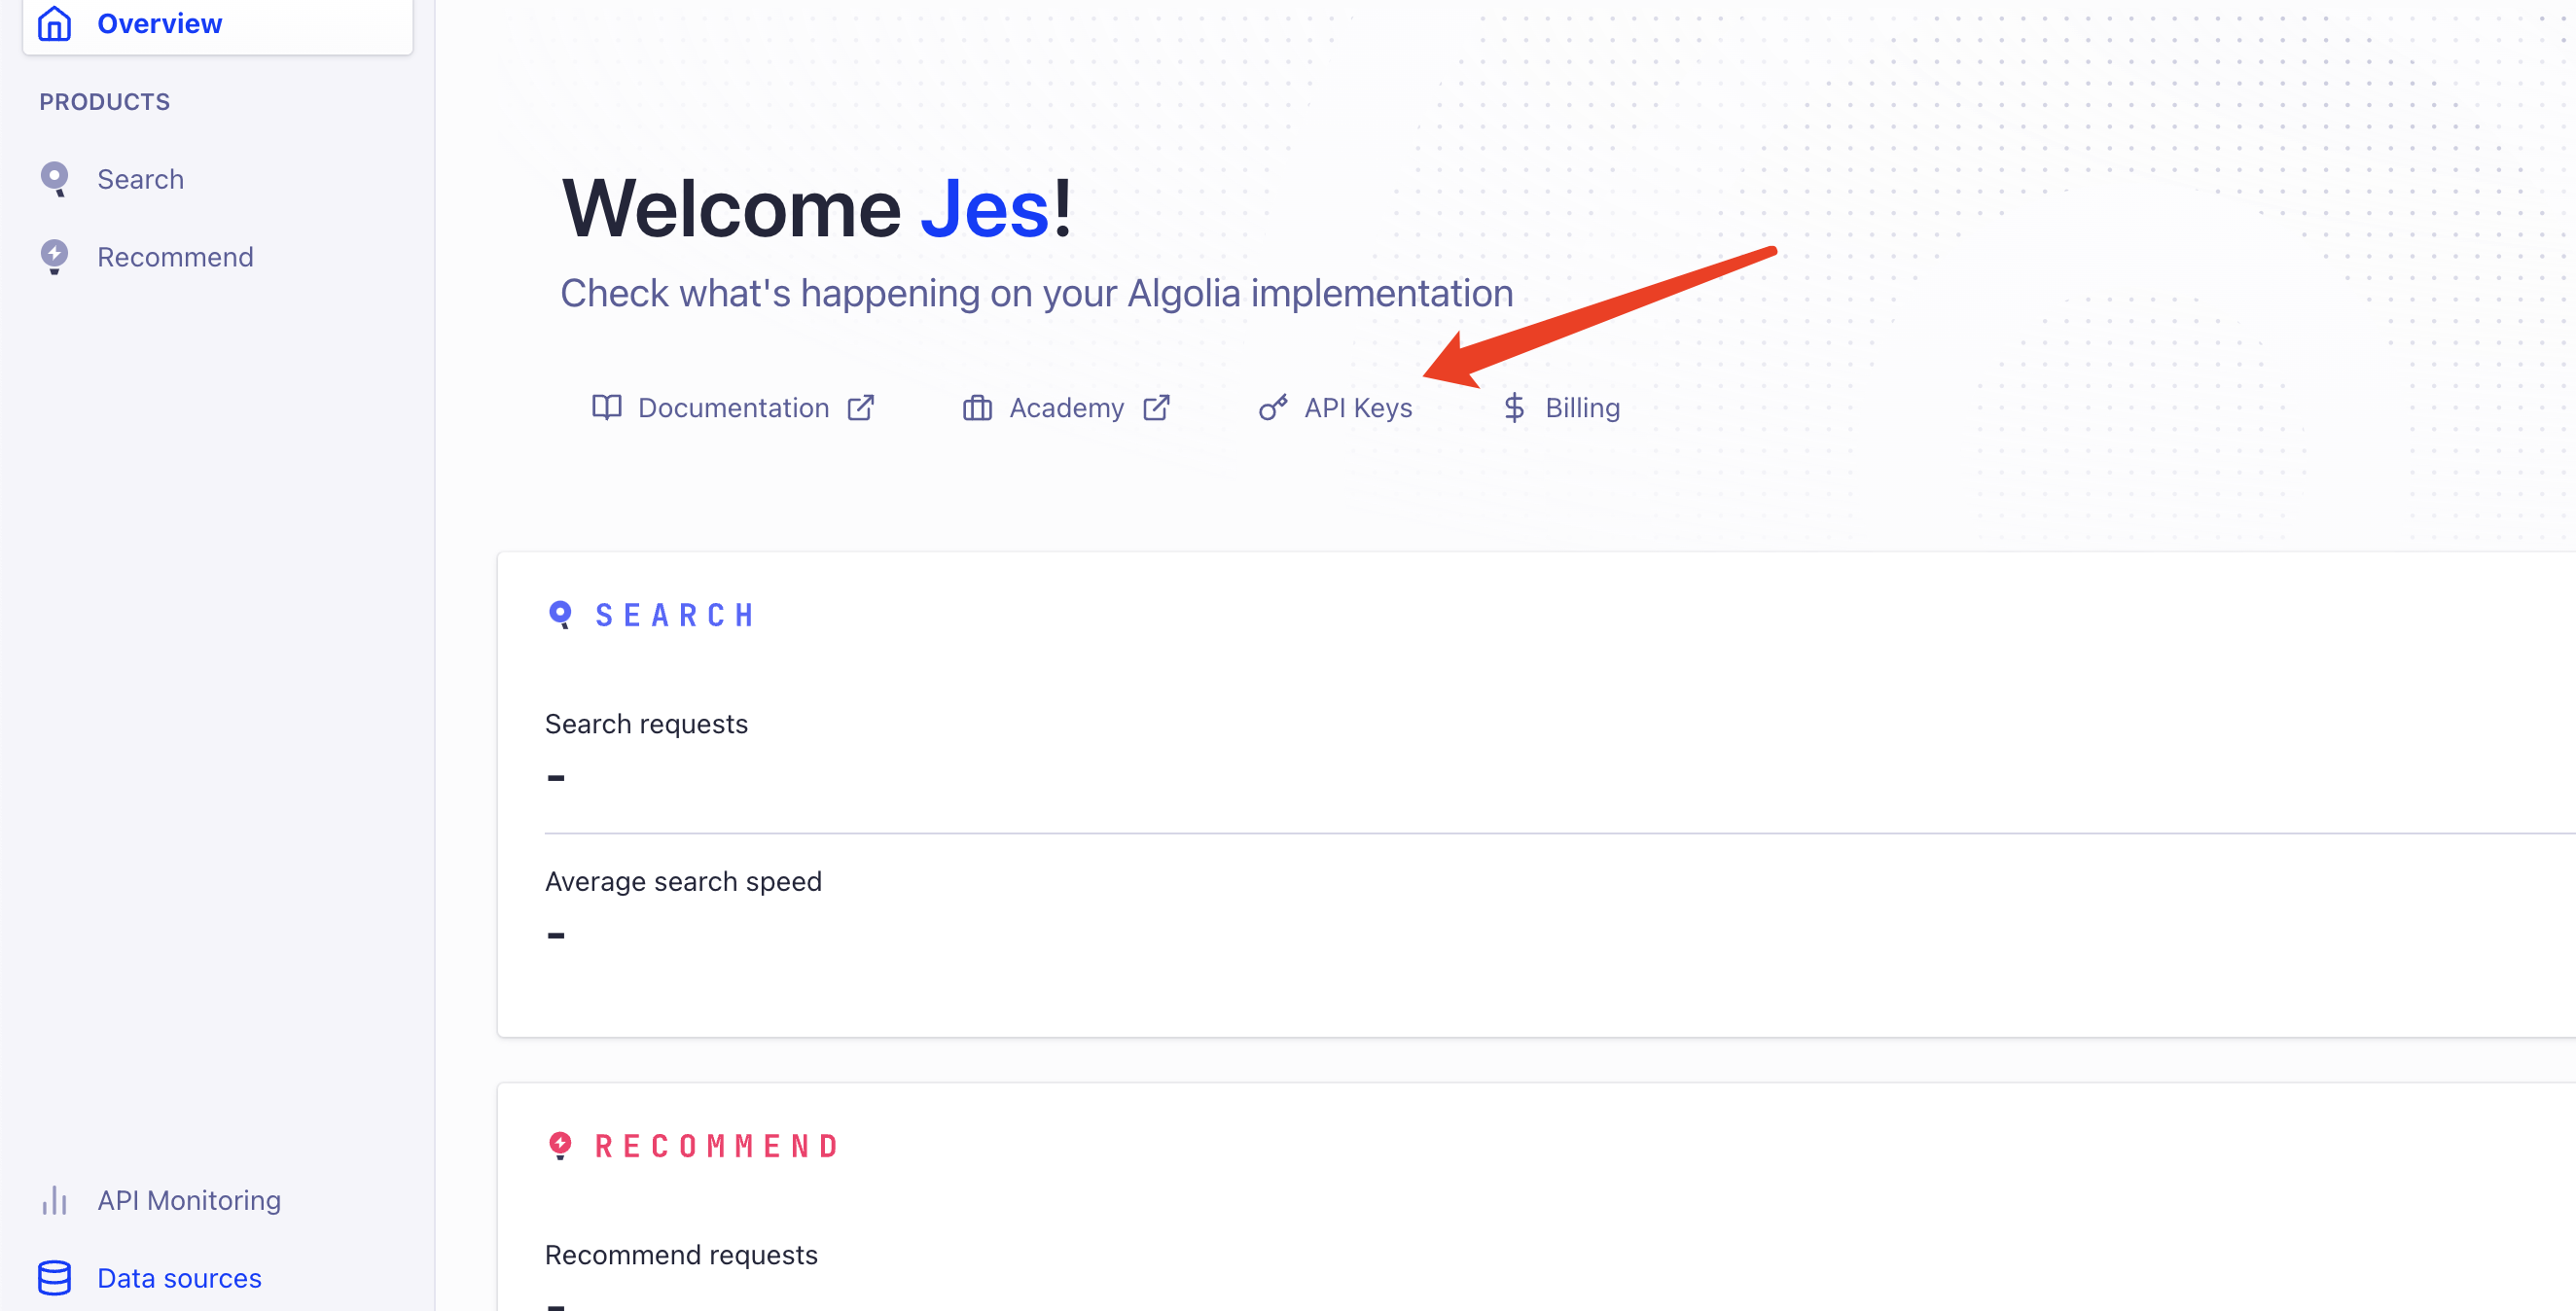 Overview
PRODUCTS
Search
Recommend
API Monitoring
Data sources
Welcome Jes!
Check what's happening on your Algolia implementation
Documentation Academy API Keys Billing
SEARCH
Search requests
-
Average search speed
-
RECOMMEND
Recommend requests
-